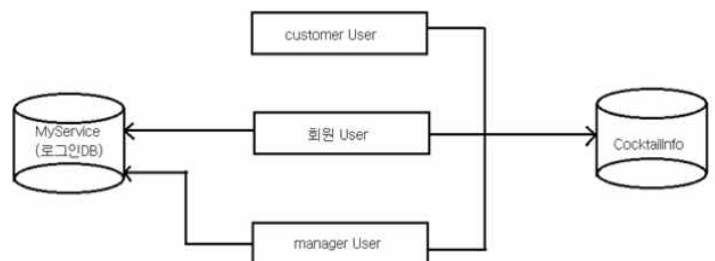 customer User
MyService
(로그인DB)
회원 User
CocktailInfo
manager User